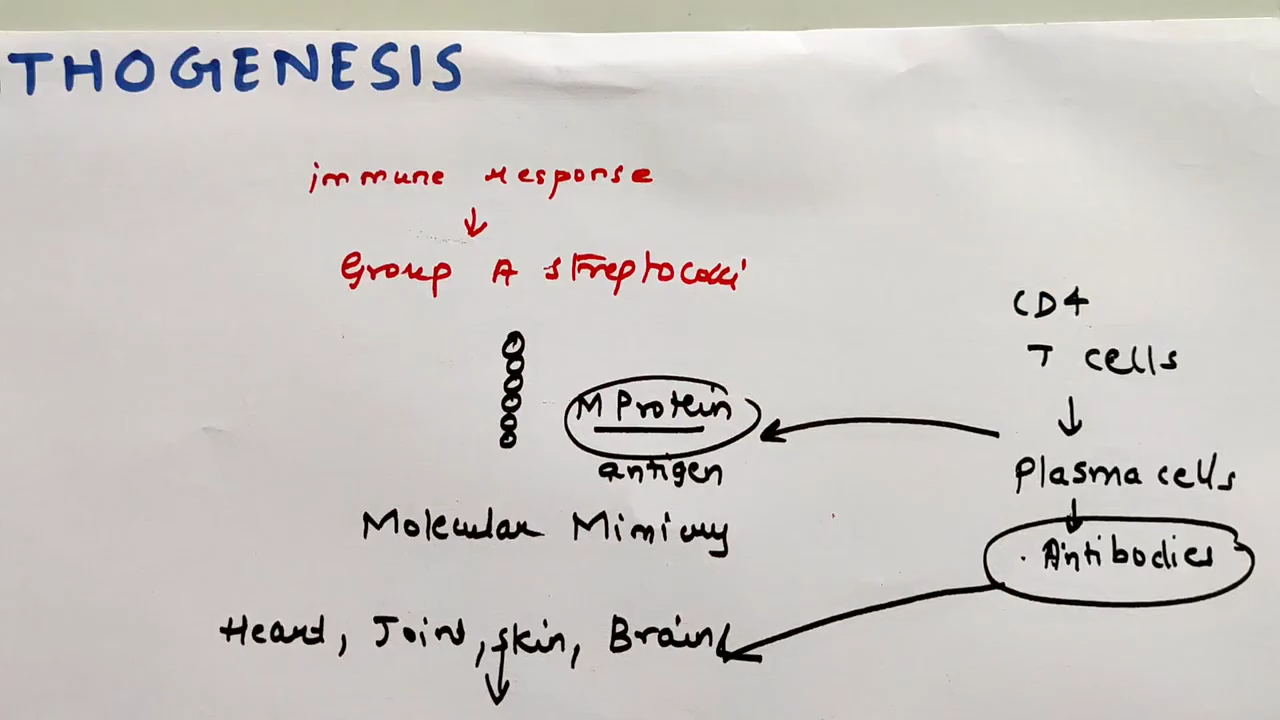 THOGENESIS
immune response
Group A streptococci
CD4
T cells
M Protein
antigen
Plasma cells
Molecular Mimicry
Antibodies
Heart, Joint, skin, Brain